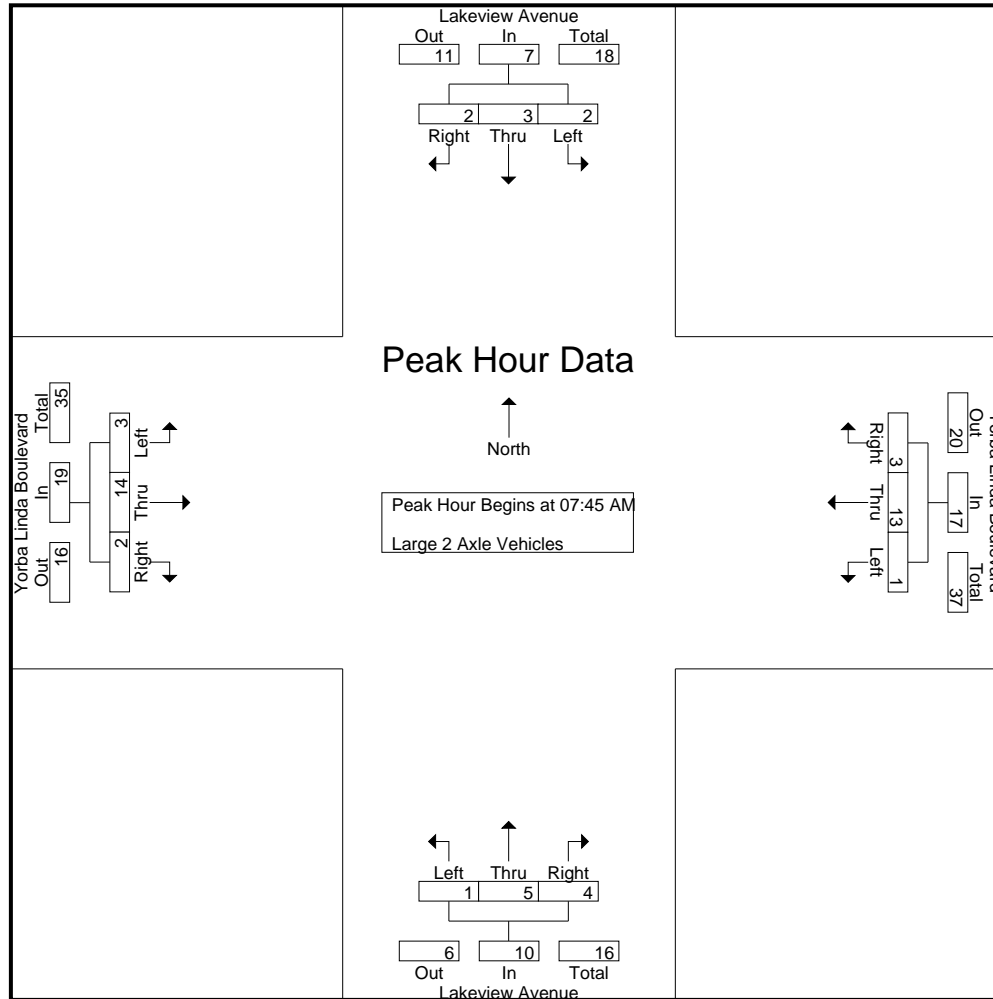 Lakeview Avenue
Out In Total
11 7 18
2 3 2
Right Thru Left
Peak Hour Data
North
Peak Hour Begins at 07:45 AM
Large 2 Axle Vehicles
Yorba Linda Boulevard
Total In Out
35 19 16
3 14 2
Left Thru Right
Linda Boulevard
Out In Total
20 17 37
3 13 1
Right Thru Left
Left Thru Right
1 5 4
6 10 16
Out In Total
Lakeview Avenue